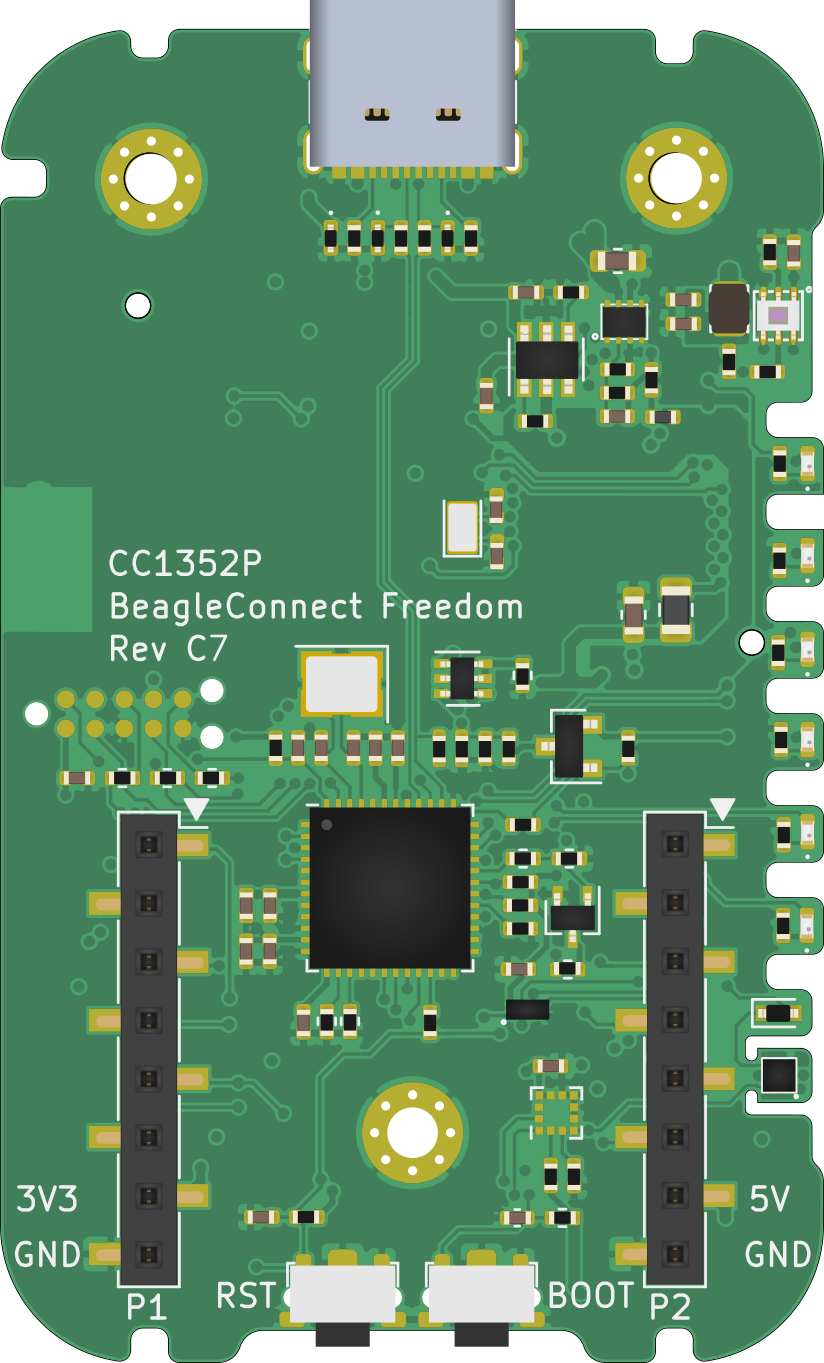 CC1352P
BeagleConnect Freedom
Rev C7
3V3
5V
GND
GND
RST
BOOT
P1
P2